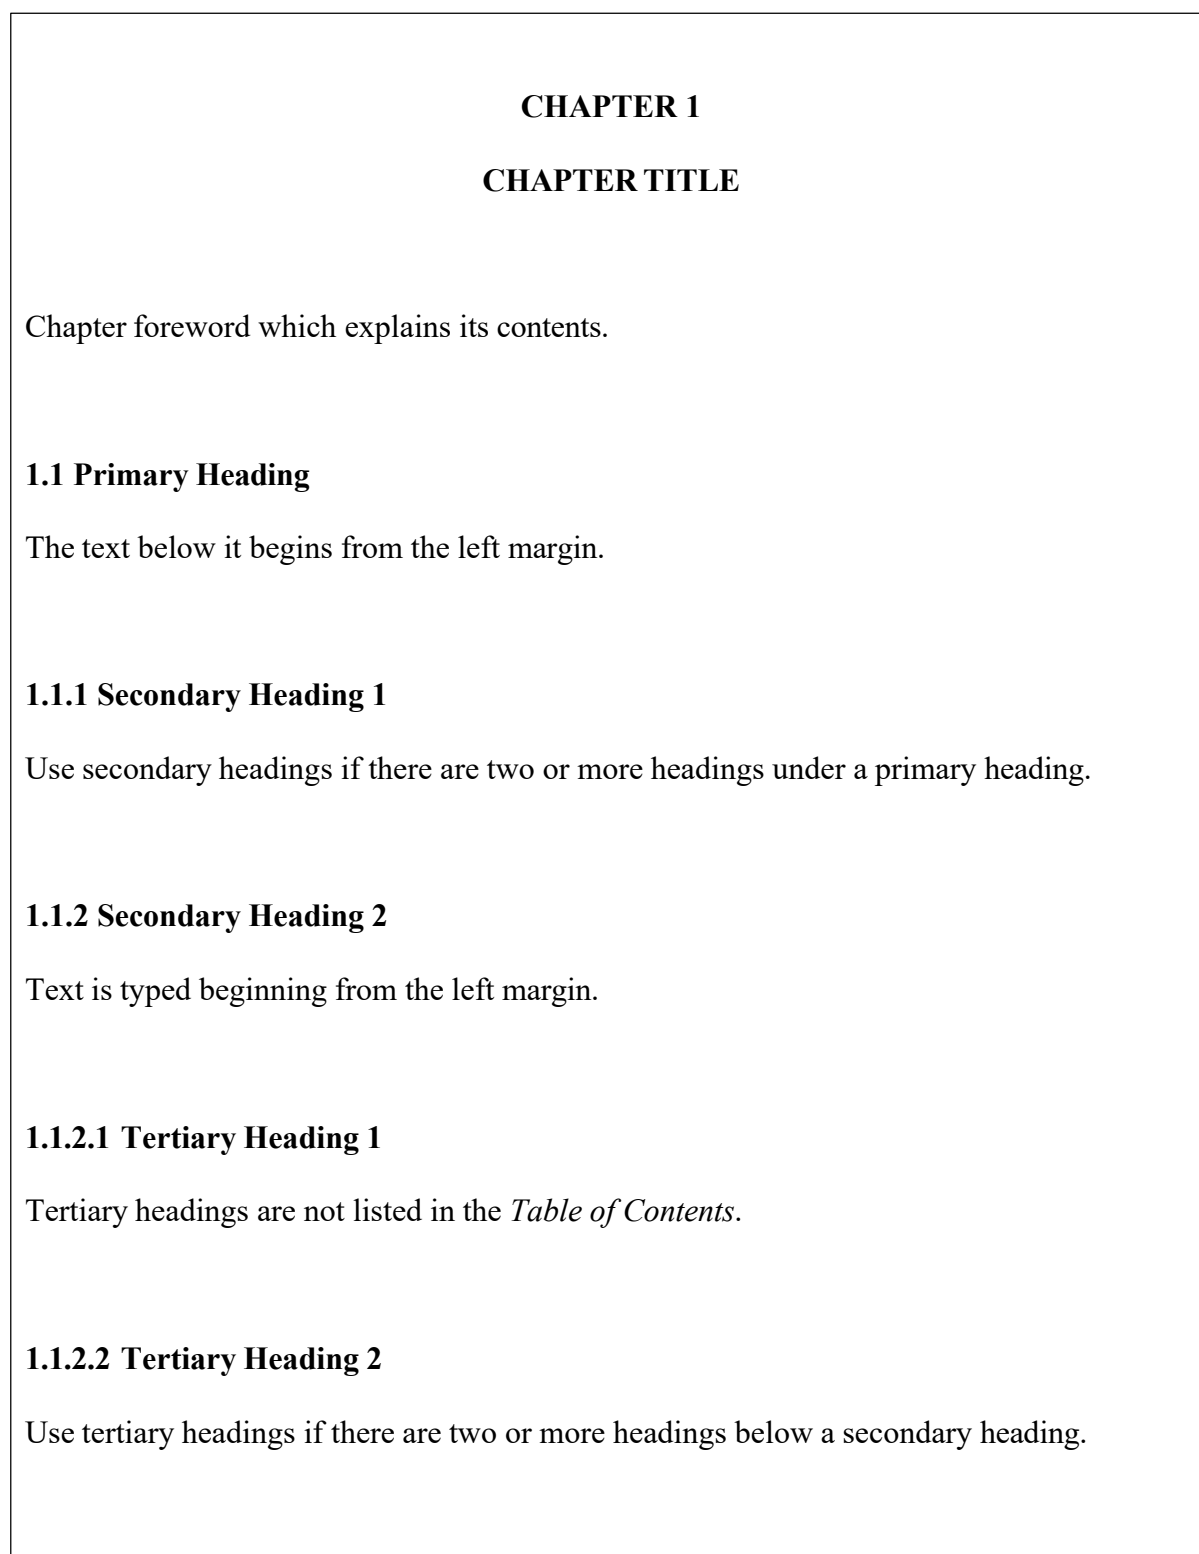 CHAPTER 1
CHAPTER TITLE
Chapter foreword which explains its contents.
1.1 Primary Heading
The text below it begins from the left margin.
1.1.1 Secondary Heading 1
Use secondary headings if there are two or more headings under a primary heading.
1.1.2 Secondary Heading 2
Text is typed beginning from the left margin.
1.1.2.1 Tertiary Heading 1
Tertiary headings are not listed in the Table of Contents.
1.1.2.2 Tertiary Heading 2
Use tertiary headings if there are two or more headings below a secondary heading.